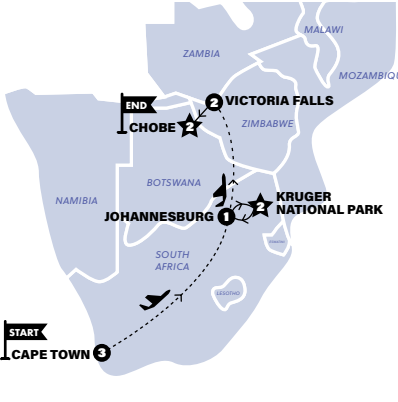 MALAWI
ZAMBIA
MOZAMBIQU
END
2 VICTORIA FALLS
CHOBE 2
ZIMBABWE
BOTSWANA
NAMIBIA
KRUGER
2 NATIONAL PARK
JOHANNESBURG 1
SOUTH
AFRICA
LESOTHO
START
CAPE TOWN 3